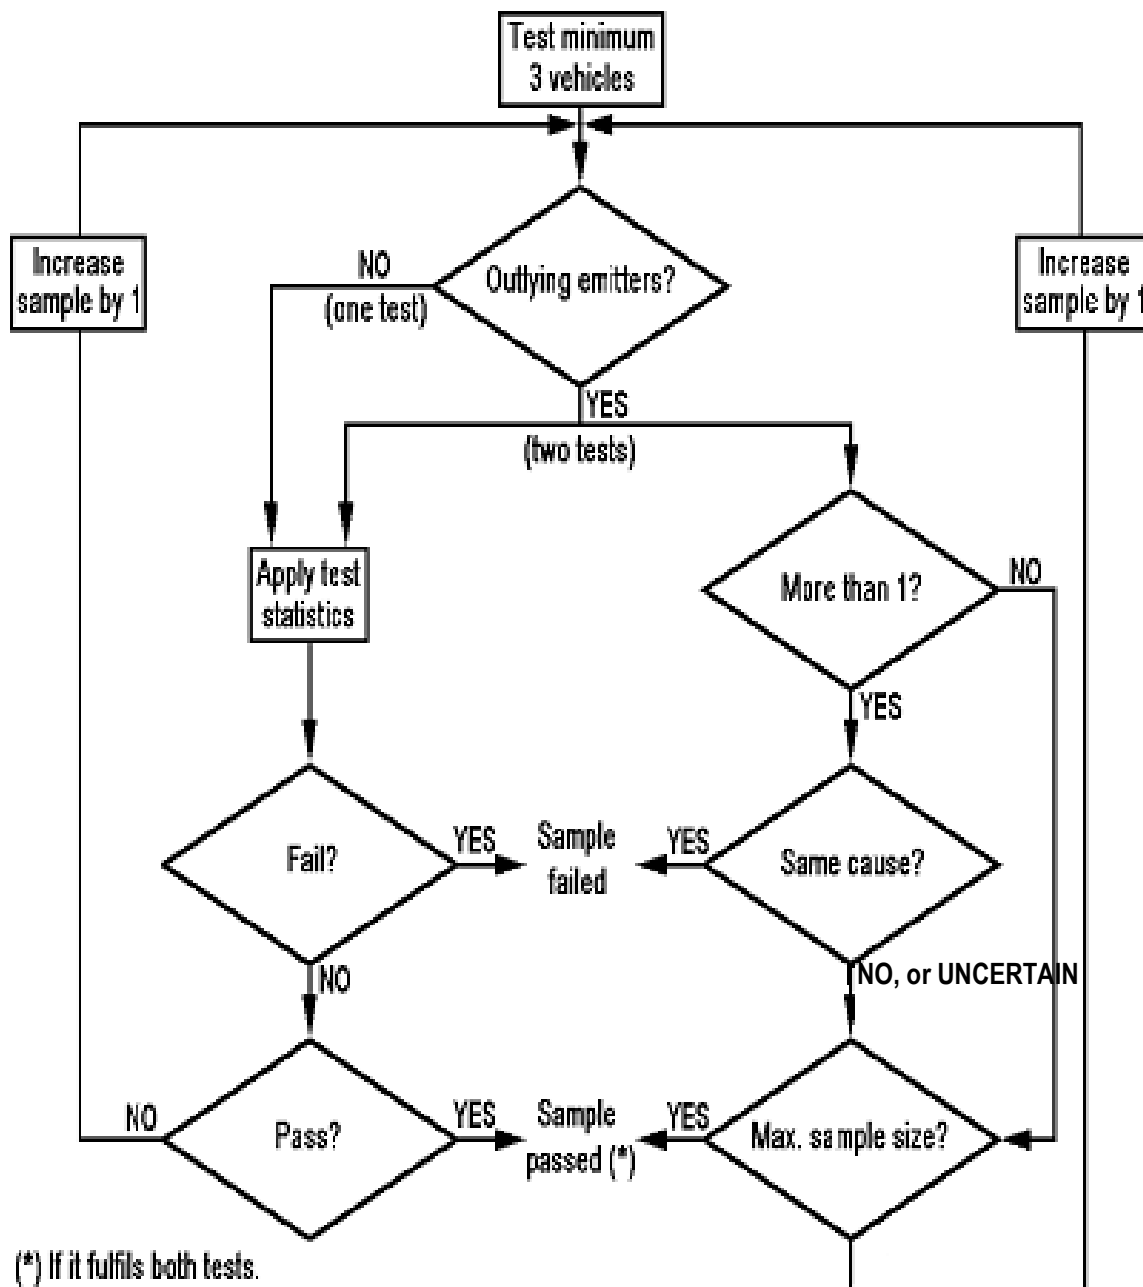 Test minimum
3 vehicles
Increase
sample by 1
NO
(one test)
Outlying emitters?
Increase
sample by 1
YES
(two tests)
Apply test
statistics
More than 1?
NO
YES
Fail?
YES
Sample
failed
YES
Same cause?
NO
NO, or UNCERTAIN
NO
Pass?
YES
Sample
passed (*)
YES
Max. sample size?
(*) If it fulfils both tests.